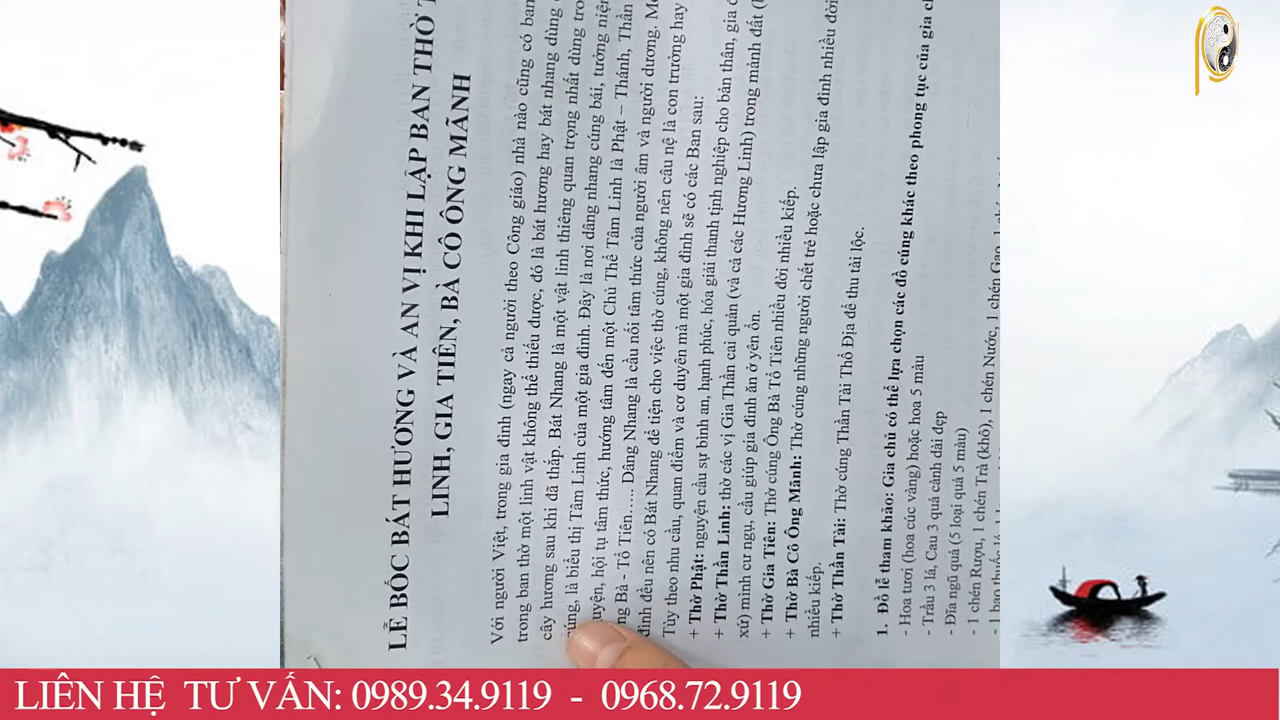 LỄ BỐC BÁT HƯƠNG VÀ AN VỊ KHI LẬP BAN THỜ
LINH, GIA TIÊN, BÀ CÔ ÔNG MÃNH
Với người Việt, trong gia đình (ngay cả người theo Công giáo) nhà nào cũng có ban
trong ban thờ một linh vật không thể thiếu được, đó là bát hương hay bát nhang dùng
cây hương sau khi đã thắp. Bát Nhang là một vật linh thiêng quan trọng nhất dùng
là biểu thị Tâm Linh của một gia đình. Đây là nơi dâng nhang cúng bái, tưởng niệm
hội tụ tâm thức, hướng tâm đến một Chủ Thể Tâm Linh là Phật – Thánh, Thần
Bà - Tổ Tiên…… Dâng Nhang là cầu nối tâm thức của người âm và người dương.
đình đều nên có Bát Nhang để tiện cho việc thờ cúng, không nên câu nệ là con trưởng hay
Tùy theo nhu cầu, quan điểm và cơ duyên mà một gia đình sẽ có các Ban sau:
+ Thờ Phật: nguyện cầu sự bình an, hạnh phúc, hóa giải thanh tịnh nghiệp cho bản thân, gia
+ Thờ Thần Linh: thờ các vị Gia Thần cai quản (và cả các Hương Linh) trong mảnh đất
xứ) mình cư ngụ, cầu giúp gia đình ăn ở yên ổn.
+ Thờ Gia Tiên: Thờ cúng Ông Bà Tổ Tiên nhiều đời nhiều kiếp.
+ Thờ Bà Cô Ông Mãnh: Thờ cúng những người chết trẻ hoặc chưa lập gia đình nhiều đời
nhiều kiếp.
+ Thờ Thần Tài: Thờ cúng Thần Tài Thổ Địa để thu tài lộc.
1. Đồ lễ tham khảo: Gia chủ có thể lựa chọn các đồ cúng khác theo phong tục của gia
- Hoa tươi (hoa cúc vàng) hoặc hoa 5 màu
- Trầu 3 lá, Cau 3 quả cành dài đẹp
- Đĩa ngũ quả (5 loại quả 5 màu)
- 1 chén Rượu, 1 chén Trà (khô), 1 chén Nước, 1 chén Gạo,
LIÊN HỆ TƯ VẤN: 0989.34.9119 - 0968.72.9119